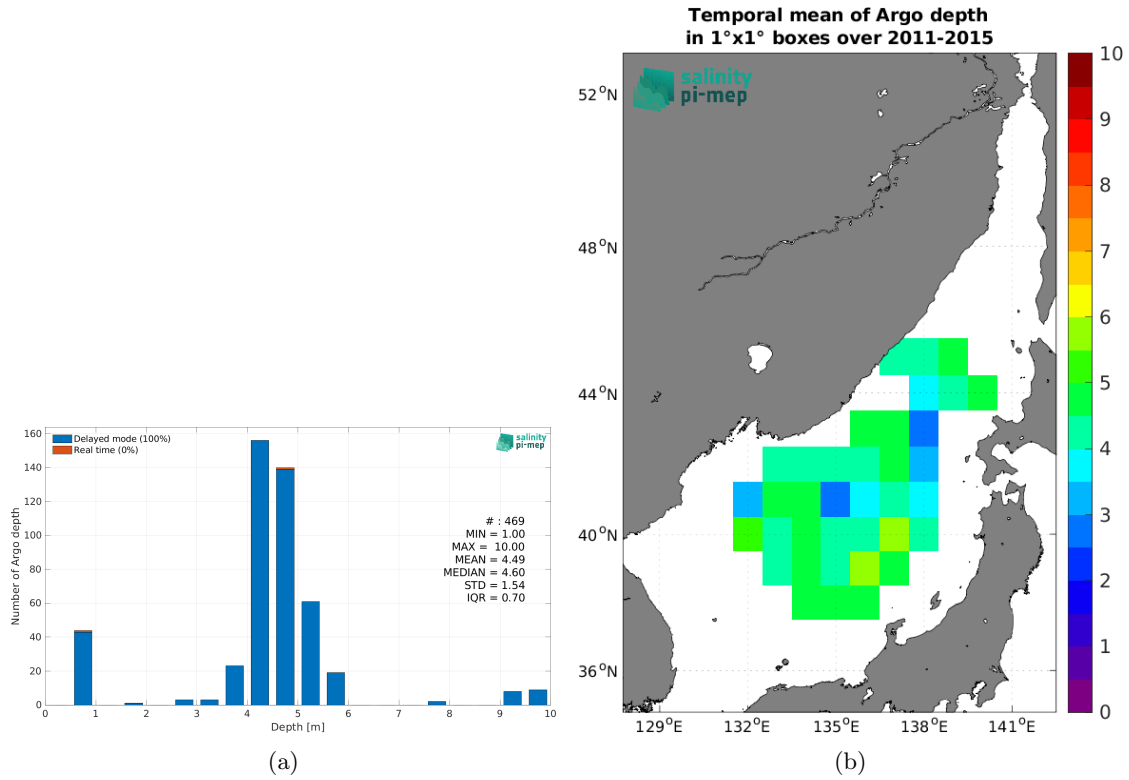 Delayed mode (100%)
Real time (0%)
salinity
pi-mep
160
140
120
100
80
60
40
20
0
Number of Argo depth
# : 469
MIN = 1.00
MAX = 10.00
MEAN = 4.49
MEDIAN = 4.60
STD = 1.54
IQR = 0.70
0 1 2 3 4 5 6 7 8 9 10
Depth [m]
(a)
Temporal mean of Argo depth
in 1°x1° boxes over 2011-2015
salinity
pi-mep
52°N
48°N
44°N
40°N
36°N
129°E 132°E 135°E 138°E 141°E
10
9
8
7
6
5
4
3
2
1
0
(b)